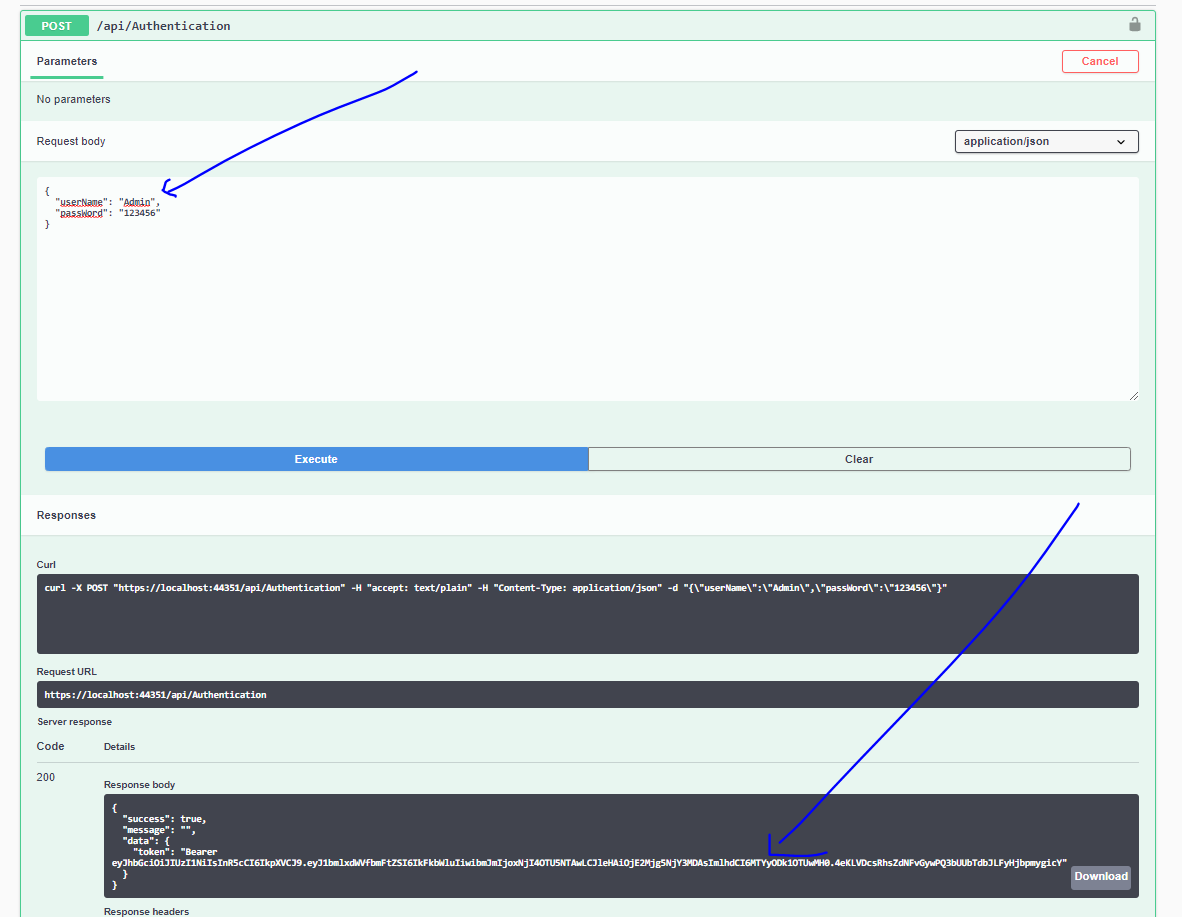 POST /api/Authentication
Parameters
Cancel
No parameters
Request body
application/json
{
"userName": "Admin",
"passWord": "123456"
}
Execute
Clear
Responses
Curl
curl -X POST "https://localhost:44351/api/Authentication" -H "accept: text/plain" -H "Content-Type: application/json" -d "{\"userName\":\"Admin\",\"passWord\":\"123456\"}"
Request URL
https://localhost:44351/api/Authentication
Server response
Code
Details
200
Response body
{
"success": true,
"message": "",
"data": {
"token": "Bearer
}
}
Download
Response headers